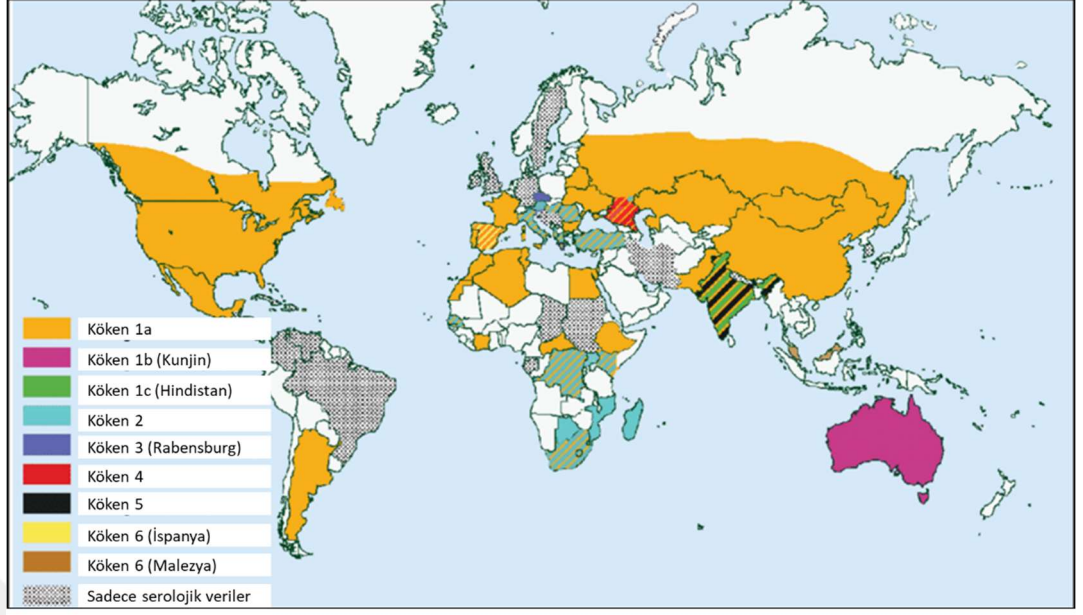 Köken 1a
Köken 1b (Kunjin)
Köken 1c (Hindistan)
Köken 2
Köken 3 (Rabensburg)
Köken 4
Köken 5
Köken 6 (İspanya)
Köken 6 (Malezya)
Sadece serolojik veriler